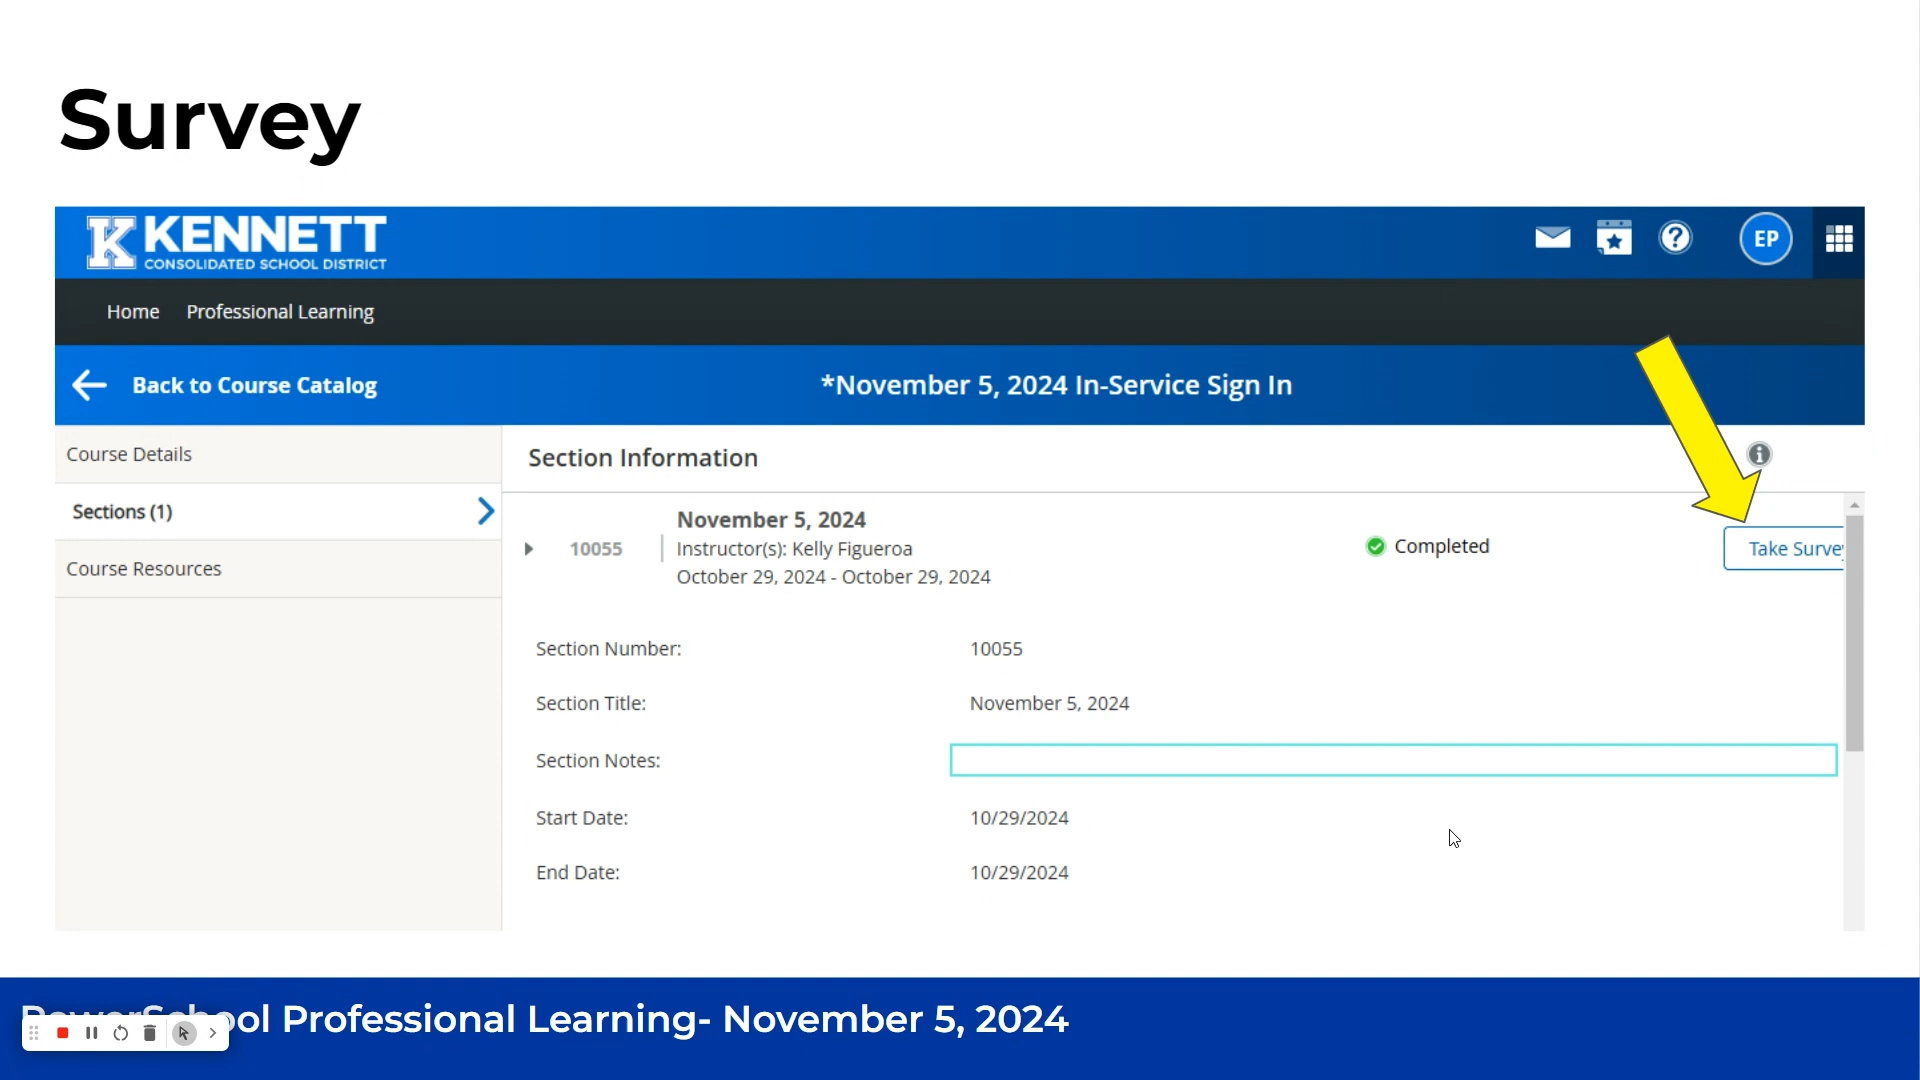 Survey
K KENNETT
CONSOLIDATED SCHOOL DISTRICT
EP
Home Professional Learning
Back to Course Catalog
*November 5, 2024 In-Service Sign In
Course Details
Sections (1)
Course Resources
Section Information
November 5, 2024
10055
Instructor(s): Kelly Figueroa
October 29, 2024 - October 29, 2024
Completed
Take Survey
Section Number: 10055
Section Title: November 5, 2024
Section Notes:
Start Date: 10/29/2024
End Date: 10/29/2024
PowerSchool Professional Learning- November 5, 2024